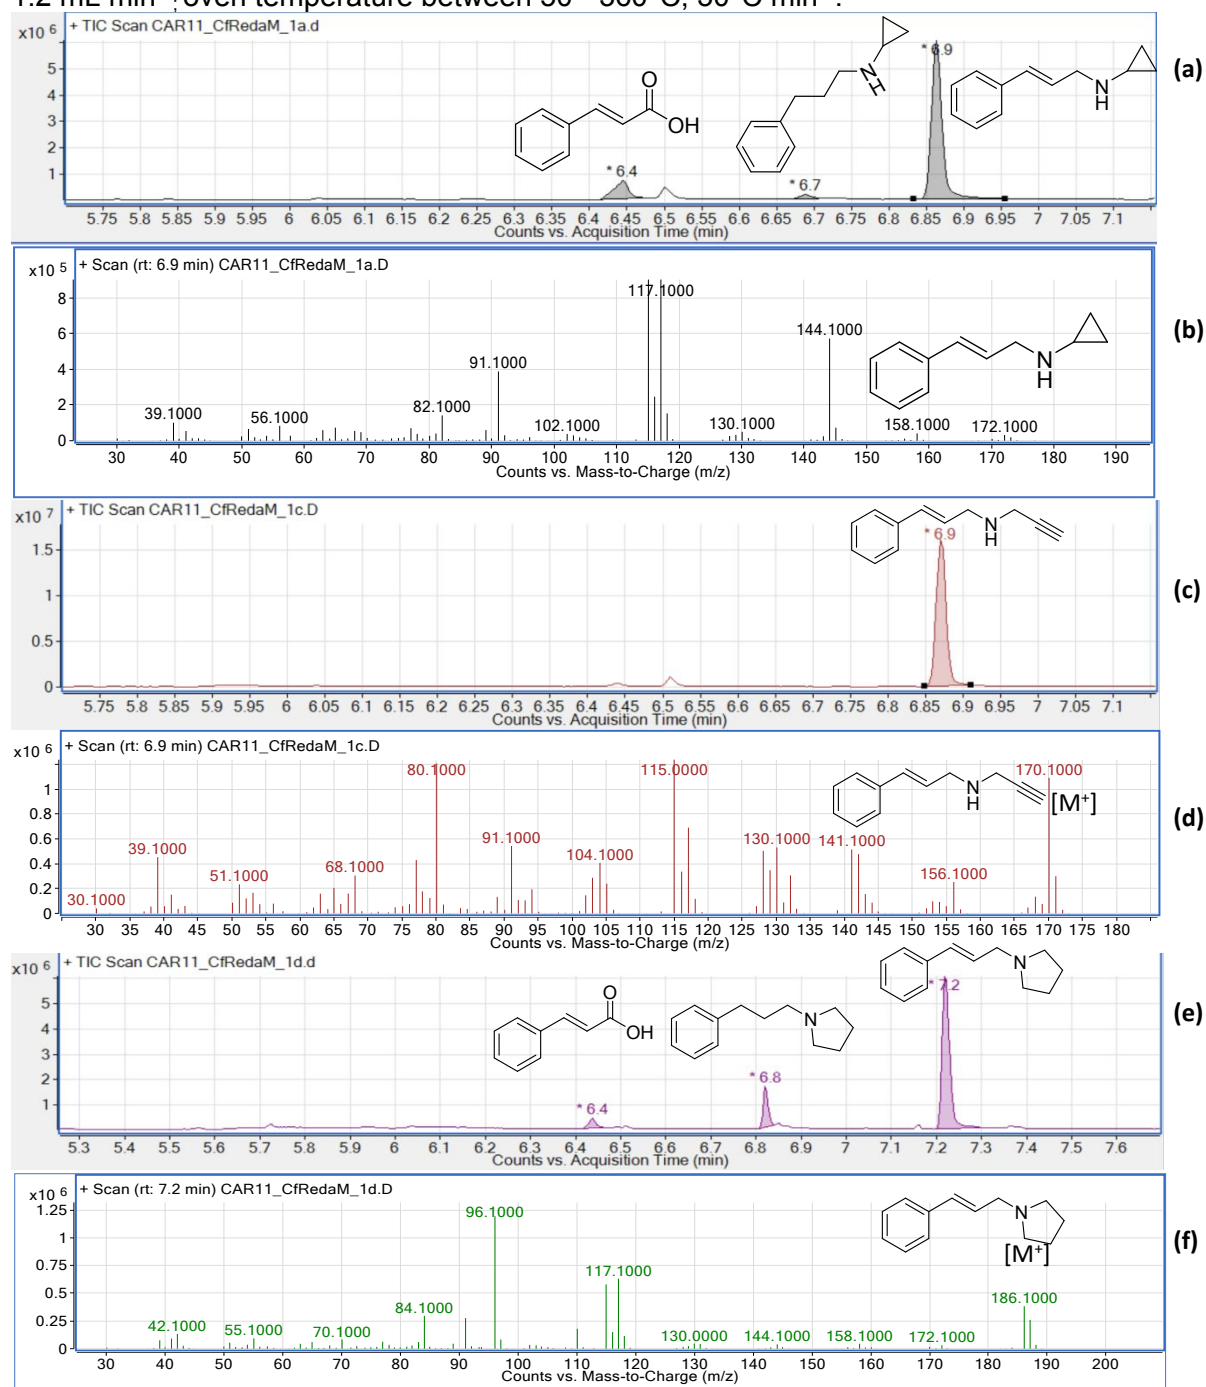 1.2 mL min⁻¹, oven temperature between 50 - 360°C, 50°C min⁻¹.
x10 6 + TIC Scan CAR11_CfRedaM_1a.d
(a)
5
4
3
2
1
* 6.4
* 6.7
* 6.9
O
OH
N
H
N
H
5.75 5.8 5.85 5.9 5.95 6 6.05 6.1 6.15 6.2 6.25 6.3 6.35 6.4 6.45 6.5 6.55 6.6 6.65 6.7 6.75 6.8 6.85 6.9 6.95 7 7.05 7.1
Counts vs. Acquisition Time (min)
x10 5 + Scan (rt: 6.9 min) CAR11_CfRedaM_1a.D
(b)
8
6
4
2
0
39.1000
56.1000
82.1000
91.1000
102.1000
117.1000
130.1000
144.1000
158.1000
172.1000
N
H
30 40 50 60 70 80 90 100 110 120 130 140 150 160 170 180 190
Counts vs. Mass-to-Charge (m/z)
x10 7 + TIC Scan CAR11_CfRedaM_1c.D
(c)
1.5
1
0.5
0
* 6.9
N
H
5.75 5.8 5.85 5.9 5.95 6 6.05 6.1 6.15 6.2 6.25 6.3 6.35 6.4 6.45 6.5 6.55 6.6 6.65 6.7 6.75 6.8 6.85 6.9 6.95 7 7.05 7.1
Counts vs. Acquisition Time (min)
x10 6 + Scan (rt: 6.9 min) CAR11_CfRedaM_1c.D
(d)
1
0.8
0.6
0.4
0.2
0
30.1000
39.1000
51.1000
68.1000
80.1000
91.1000
104.1000
115.0000
130.1000
141.1000
156.1000
170.1000
N
H
[M⁺]
30 35 40 45 50 55 60 65 70 75 80 85 90 95 100 105 110 115 120 125 130 135 140 145 150 155 160 165 170 175 180
Counts vs. Mass-to-Charge (m/z)
x10 6 + TIC Scan CAR11_CfRedaM_1d.d
(e)
5
4
3
2
1
* 6.4
* 6.8
* 7.2
O
OH
N
N
5.3 5.4 5.5 5.6 5.7 5.8 5.9 6 6.1 6.2 6.3 6.4 6.5 6.6 6.7 6.8 6.9 7 7.1 7.2 7.3 7.4 7.5 7.6
Counts vs. Acquisition Time (min)
x10 6 + Scan (rt: 7.2 min) CAR11_CfRedaM_1d.D
(f)
1.25
1
0.75
0.5
0.25
0
42.1000
55.1000
70.1000
84.1000
96.1000
117.1000
130.0000
144.1000
158.1000
172.1000
186.1000
N
[M⁺]
30 40 50 60 70 80 90 100 110 120 130 140 150 160 170 180 190 200
Counts vs. Mass-to-Charge (m/z)